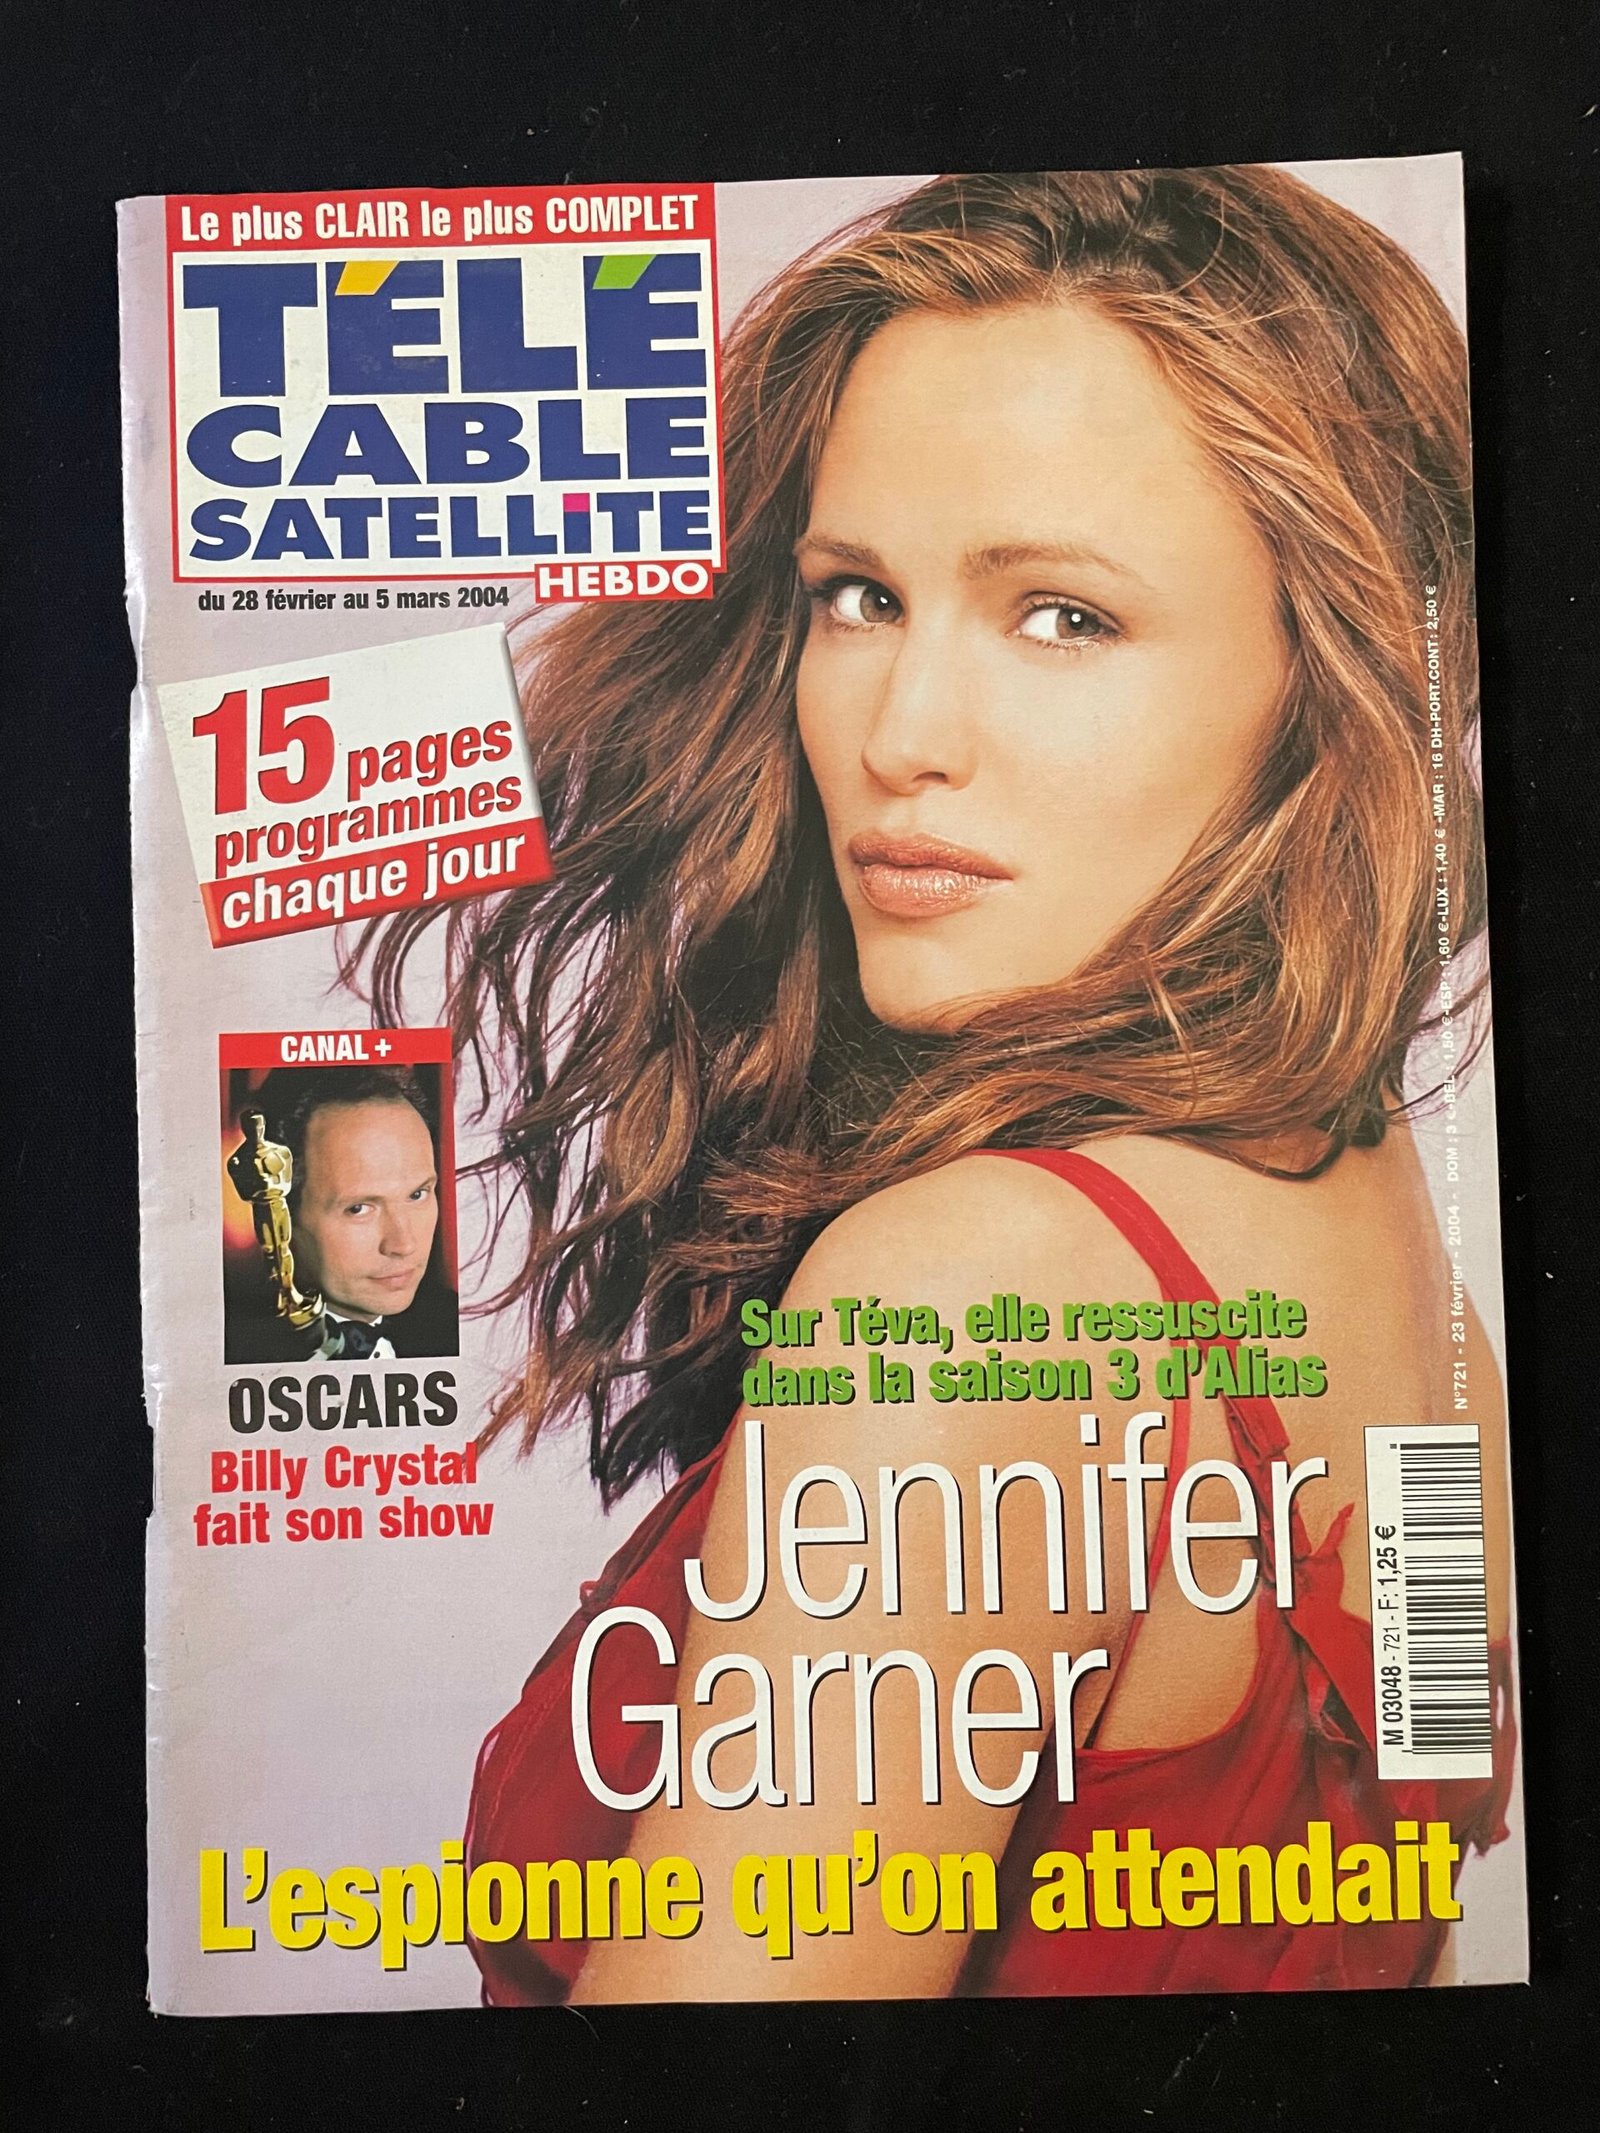 Le plus CLAIR le plus COMPLET
TÉLÉ
CABLE
SATELLiTE
HEBDO
du 28 février au 5 mars 2004
15 pages
programmes
chaque jour
CANAL +
OSCARS
Billy Crystal
fait son show
Sur Téva, elle ressuscite
dans la saison 3 d'Alias
Jennifer
Garner
L'espionne qu'on attendait
N°721 - 23 février - 2004 - DOM : 3 €-BEL : 1,50 €-ESP : 1,60 €-LUX : 1,40 € -MAR : 16 DH-PORT.CONT : 2,50 €
M 03048 - 721 - F: 1,25 €